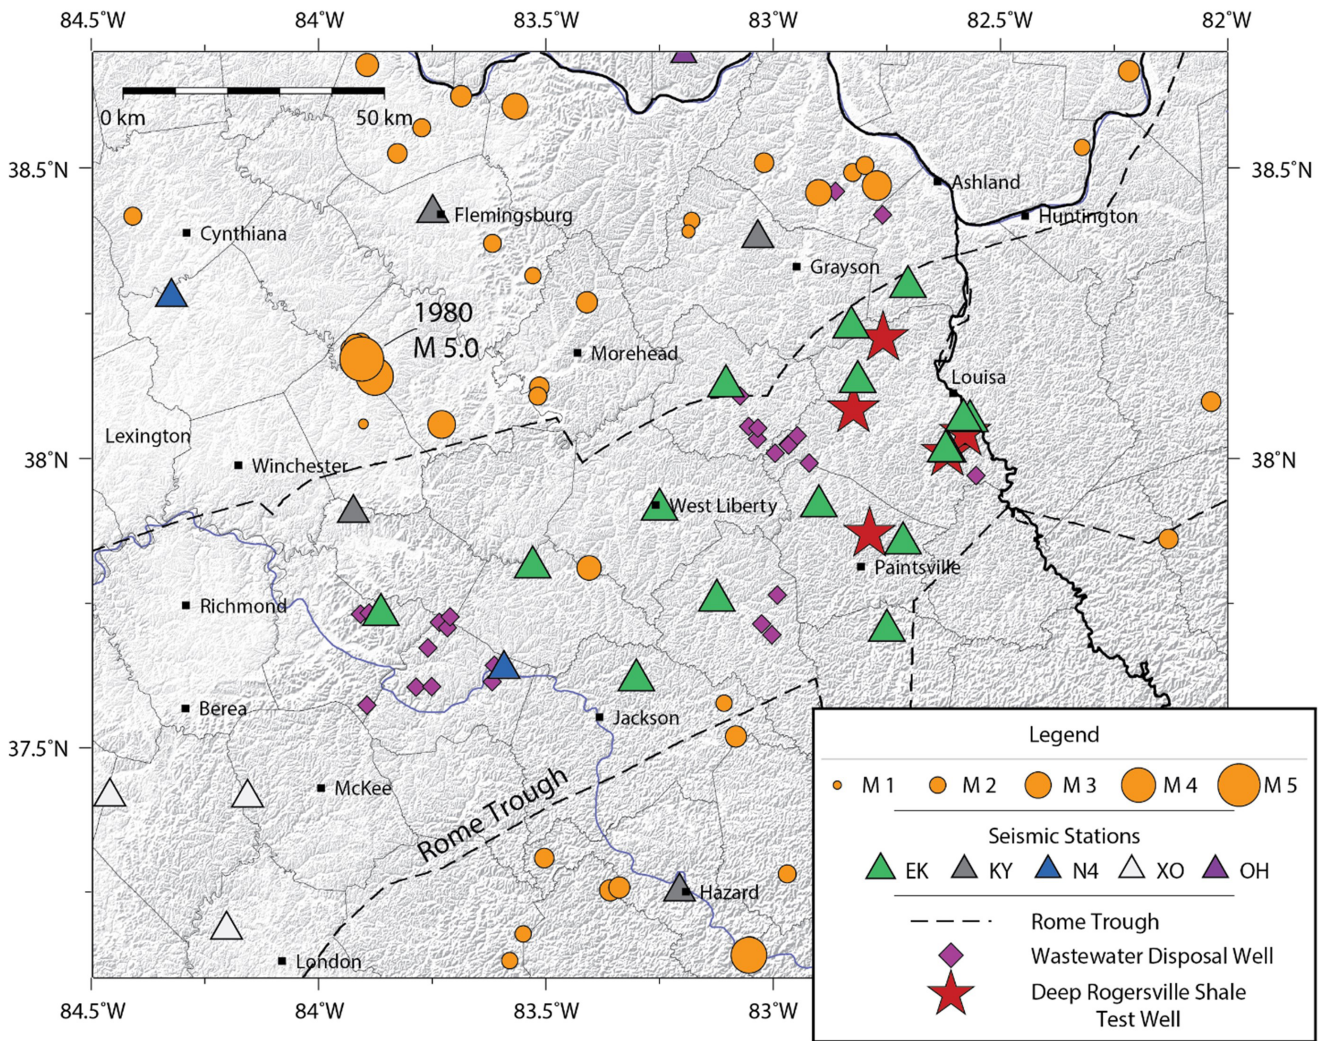 84.5°W 84°W 83.5°W 83°W 82.5°W 82°W
0 km 50 km
38.5°N 38.5°N
Ashland
Flemingsburg
Huntington
Cynthiana
Grayson
1980
M 5.0
Morehead
Louisa
Lexington
38°N 38°N
Winchester
West Liberty
Paintsville
Richmond
Berea
Jackson
37.5°N
McKee
Rome Trough
Hazard
London
84.5°W 84°W 83.5°W 83°W
Legend
M 1 M 2 M 3 M 4 M 5
Seismic Stations
EK KY N4 XO OH
Rome Trough
Wastewater Disposal Well
Deep Rogersville Shale
Test Well